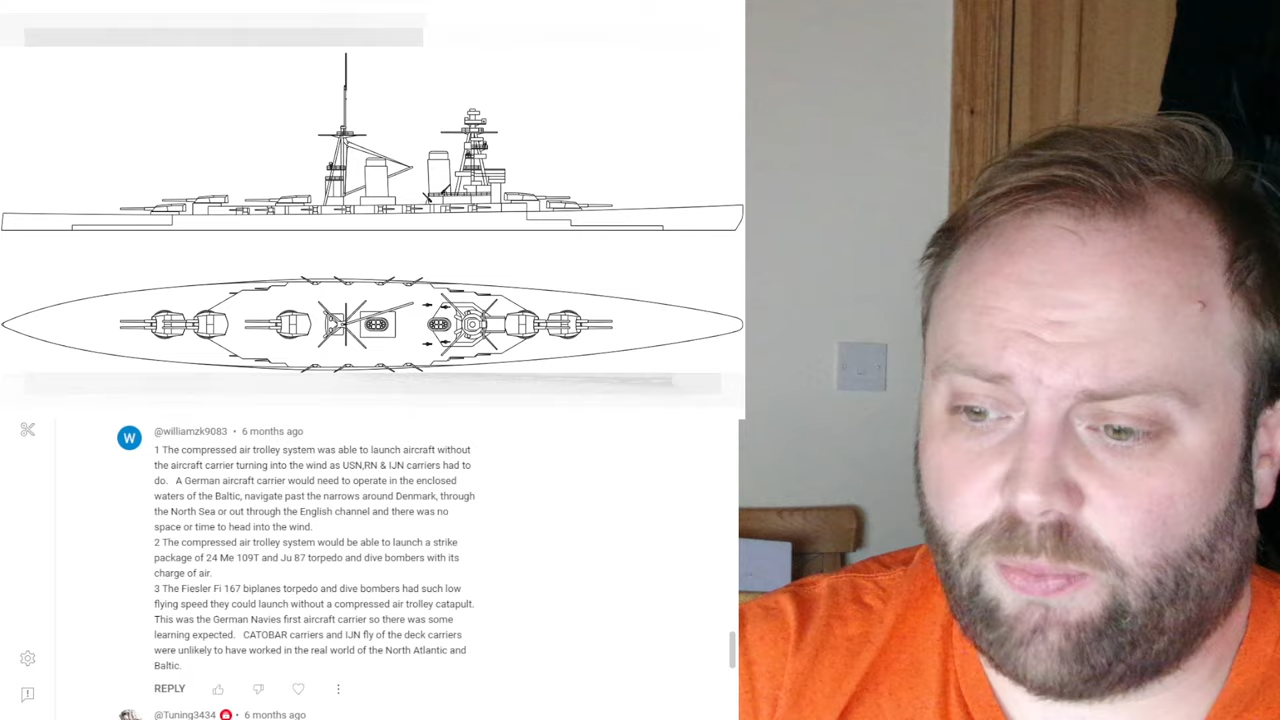 W
@williamzk9083 • 6 months ago
1 The compressed air trolley system was able to launch aircraft without
the aircraft carrier turning into the wind as USN,RN & IJN carriers had to
do. A German aircraft carrier would need to operate in the enclosed
waters of the Baltic, navigate past the narrows around Denmark, through
the North Sea or out through the English channel and there was no
space or time to head into the wind.
2 The compressed air trolley system would be able to launch a strike
package of 24 Me 109T and Ju 87 torpedo and dive bombers with its
charge of air.
3 The Fiesler Fi 167 biplanes torpedo and dive bombers had such low
flying speed they could launch without a compressed air trolley catapult.
This was the German Navies first aircraft carrier so there was some
learning expected. CATOBAR carriers and IJN fly of the deck carriers
were unlikely to have worked in the real world of the North Atlantic and
Baltic.
REPLY
@Tuning3434 • 6 months ago